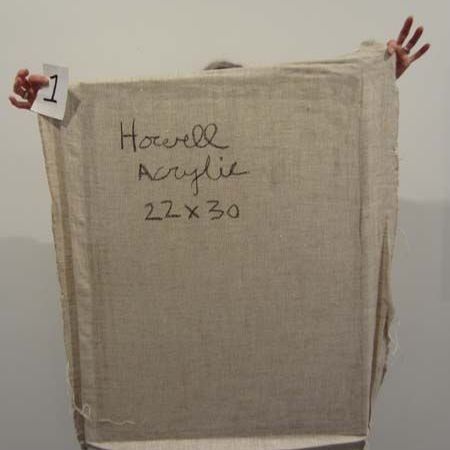 1
Howell
Acrylic
22 x 30